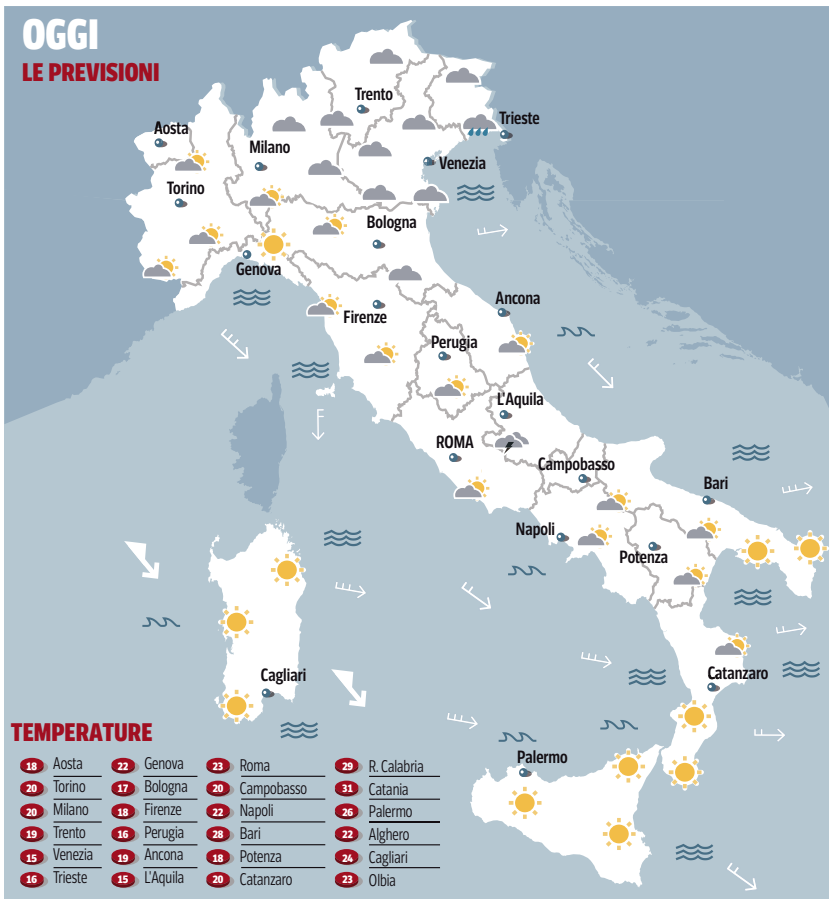 OGGI
LE PREVISIONI
Trento
Trieste
Aosta
Milano
Venezia
Torino
Bologna
Genova
Ancona
Firenze
Perugia
L'Aquila
ROMA
Campobasso
Bari
Napoli
Potenza
Cagliari
Catanzaro
Palermo
TEMPERATURE
18 Aosta
20 Torino
20 Milano
19 Trento
15 Venezia
16 Trieste
22 Genova
17 Bologna
18 Firenze
16 Perugia
19 Ancona
15 L'Aquila
23 Roma
20 Campobasso
22 Napoli
28 Bari
18 Potenza
20 Catanzaro
29 R. Calabria
31 Catania
26 Palermo
22 Alghero
24 Cagliari
23 Olbia